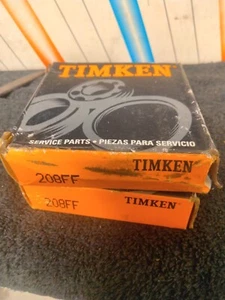 TIMKEN
SERVICE PARTS • PIEZAS PARA SERVICIO
208FF
TIMKEN
208FF
TIMKEN